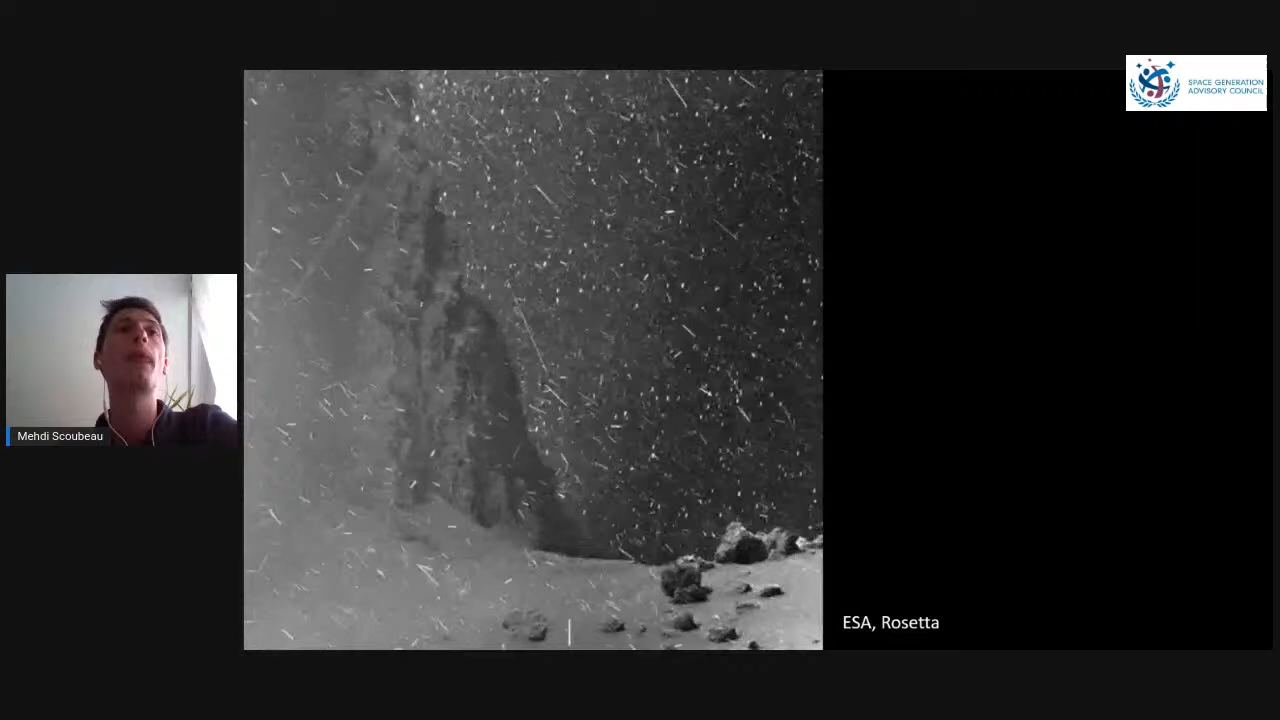 SPACE GENERATION
ADVISORY COUNCIL
Mehdi Scoubeau
ESA, Rosetta